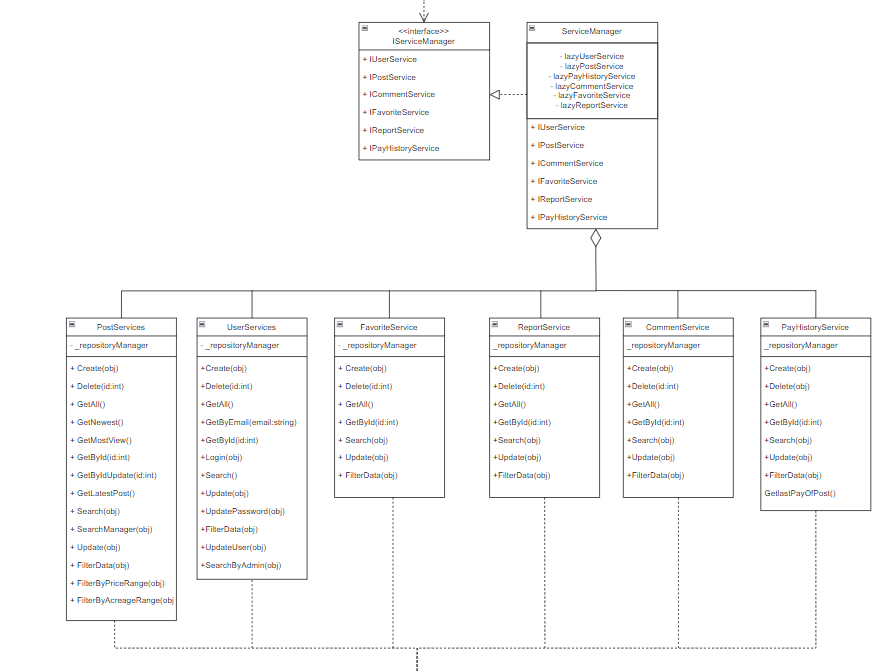 <<interface>>
IServiceManager
+ IUserService
+ IPostService
+ ICommentService
+ IFavoriteService
+ IReportService
+ IPayHistoryService
ServiceManager
- lazyUserService
- lazyPostService
- lazyPayHistoryService
- lazyCommentService
- lazyFavoriteService
- lazyReportService
+ IUserService
+ IPostService
+ ICommentService
+ IFavoriteService
+ IReportService
+ IPayHistoryService
PostServices
- _repositoryManager
+ Create(obj)
+ Delete(id:int)
+ GetAll()
+ GetNewest()
+ GetMostView()
+ GetById(id:int)
+ GetByIdUpdate(id:int)
+ GetLatestPost()
+ Search(obj)
+ SearchManager(obj)
+ Update(obj)
+ FilterData(obj)
+ FilterByPriceRange(obj)
+ FilterByAcreageRange(obj
UserServices
- _repositoryManager
+Create(obj)
+Delete(id:int)
+GetAll()
+GetByEmail(email:string)
+GetById(id:int)
+Login(obj)
+Search()
+Update(obj)
+UpdatePassword(obj)
+FilterData(obj)
+UpdateUser(obj)
+SearchByAdmin(obj)
FavoriteService
- _repositoryManager
+ Create(obj)
+ Delete(id:int)
+ GetAll()
+ GetById(id:int)
+ Search(obj)
+ Update(obj)
+ FilterData(obj)
ReportService
_repositoryManager
+Create(obj)
+Delete(id:int)
+GetAll()
+GetById(id:int)
+Search(obj)
+Update(obj)
+FilterData(obj)
CommentService
_repositoryManager
+Create(obj)
+Delete(id:int)
+GetAll()
+GetById(id:int)
+Search(obj)
+Update(obj)
+FilterData(obj)
PayHistoryService
_repositoryManager
+Create(obj)
+Delete(obj)
+GetAll()
+GetById(id:int)
+Search(obj)
+Update(obj)
+FilterData(obj)
GetlastPayOfPost()